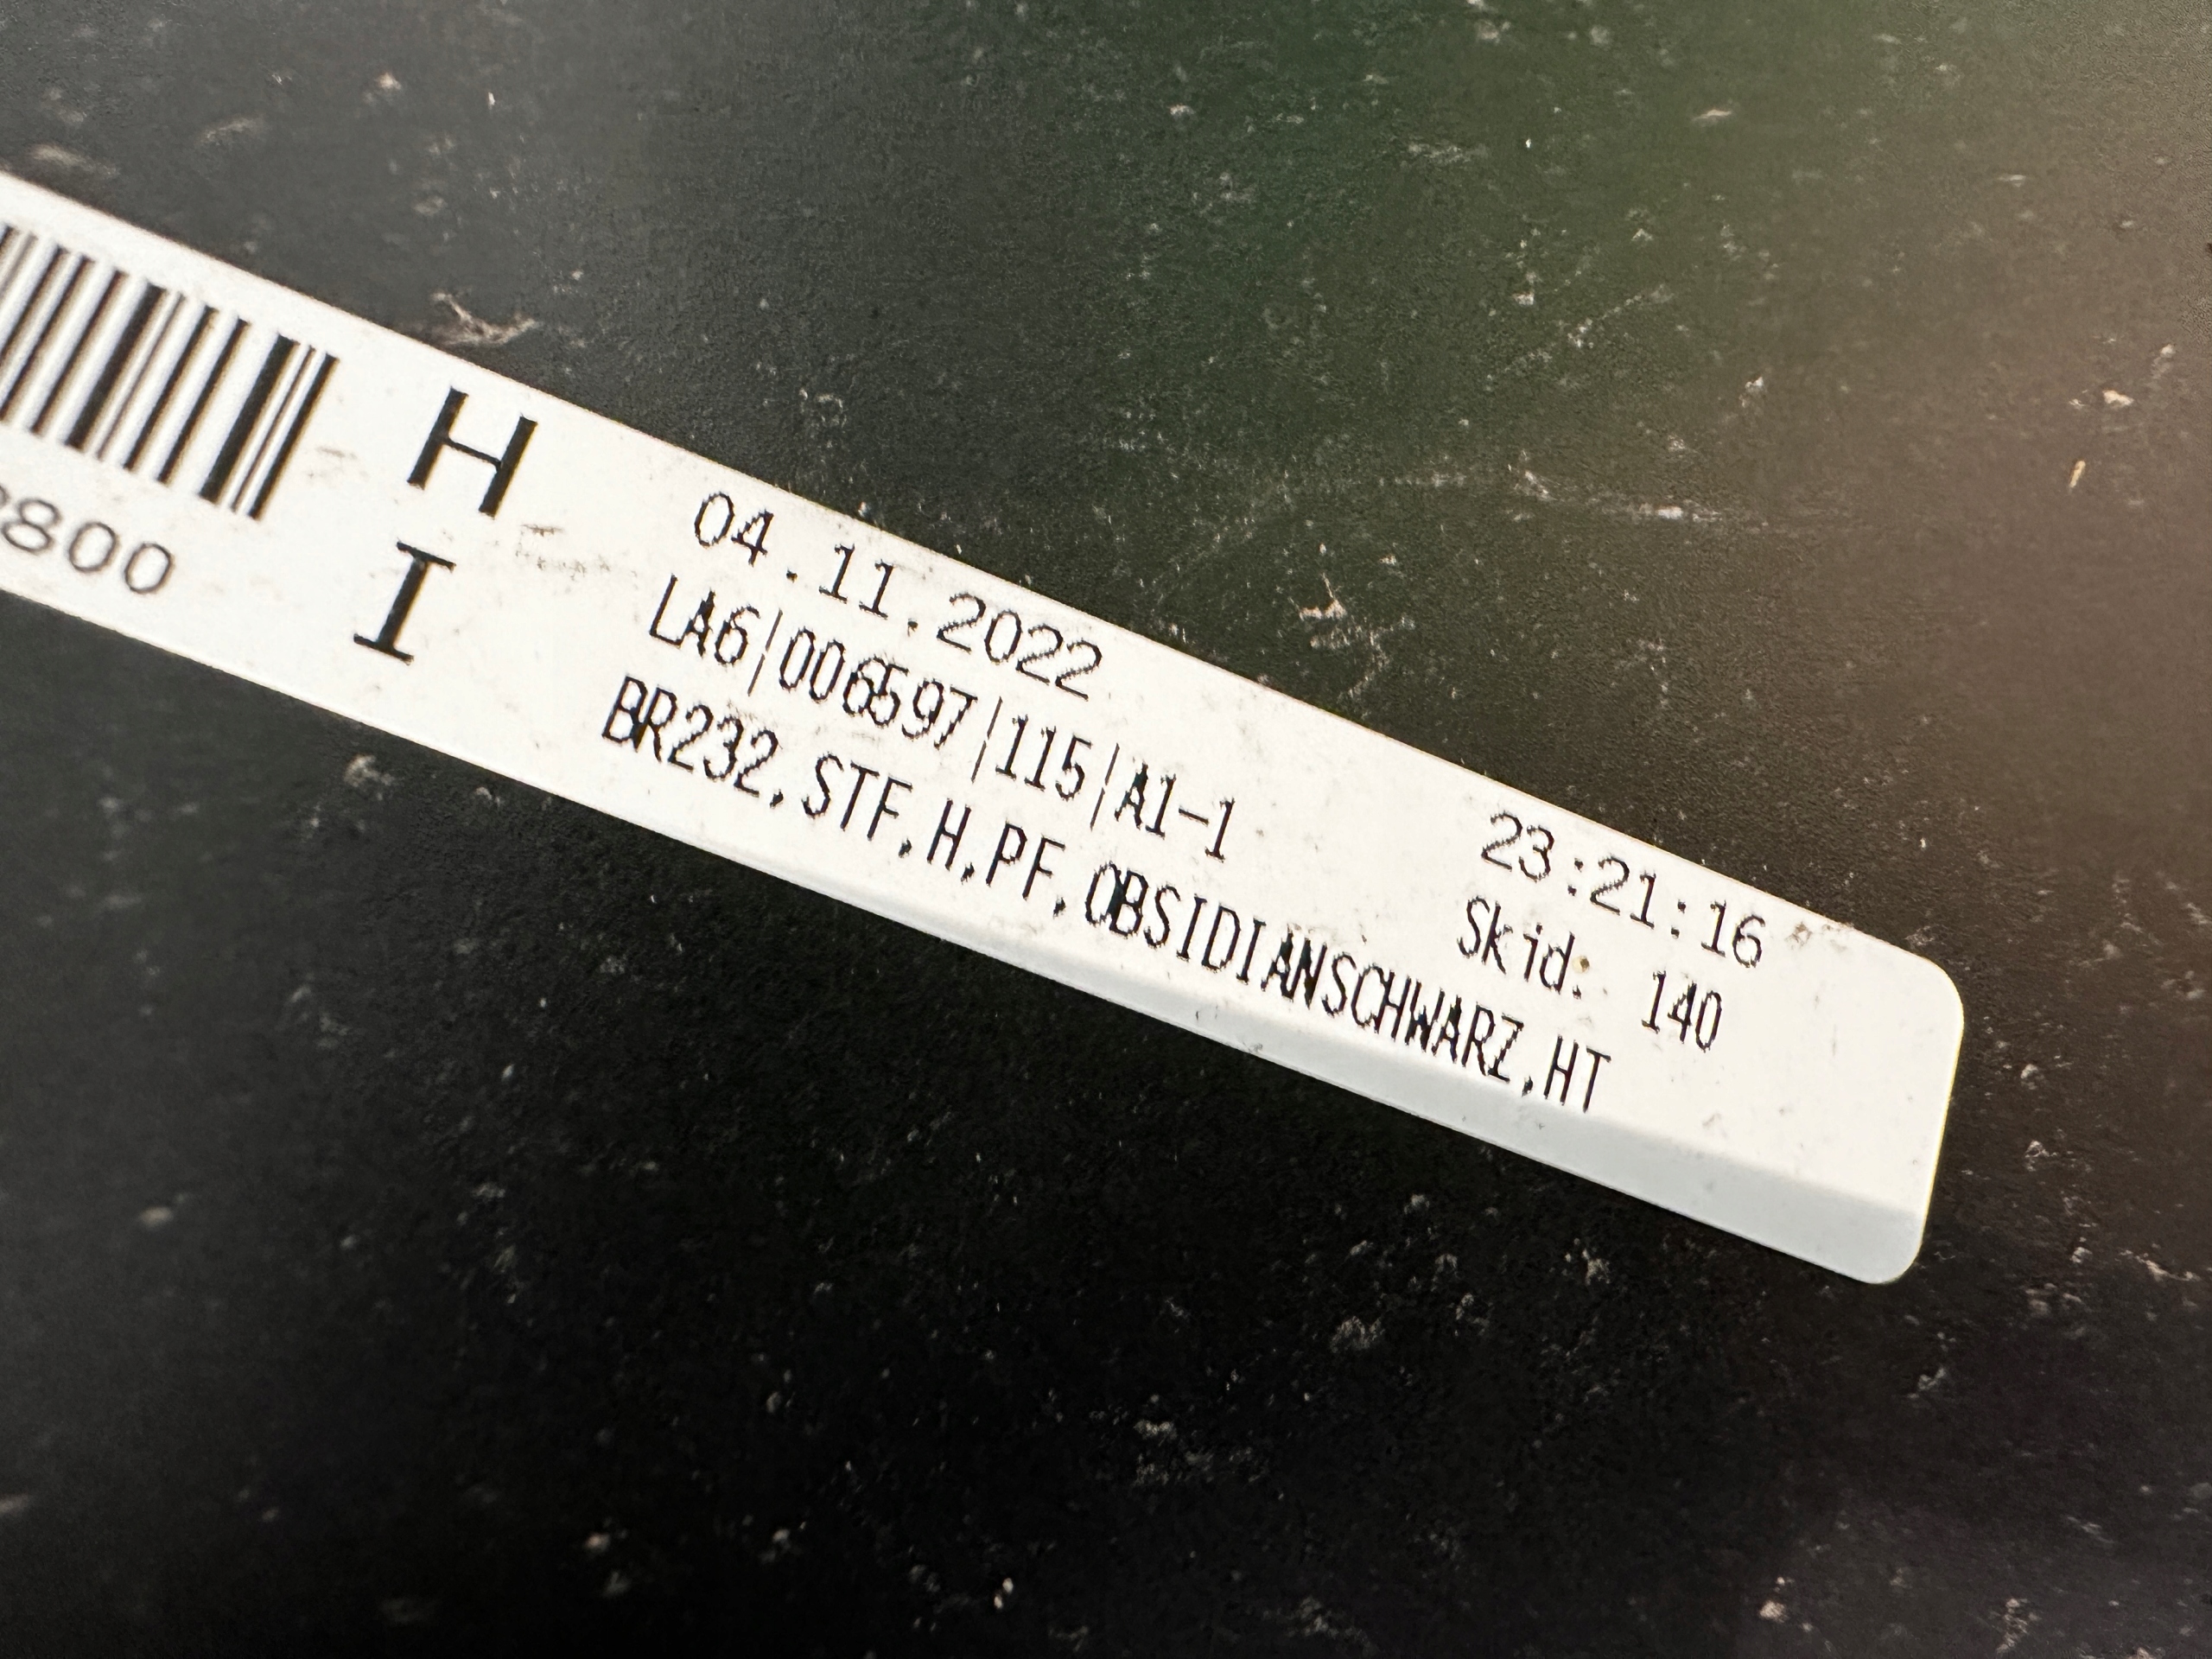 800
H
I
04.11.2022 23:21:16
LA6|006597|115|A1-1 Skid: 140
BR232.STF.H.PF.OBSIDIANSCHWARZ.HT